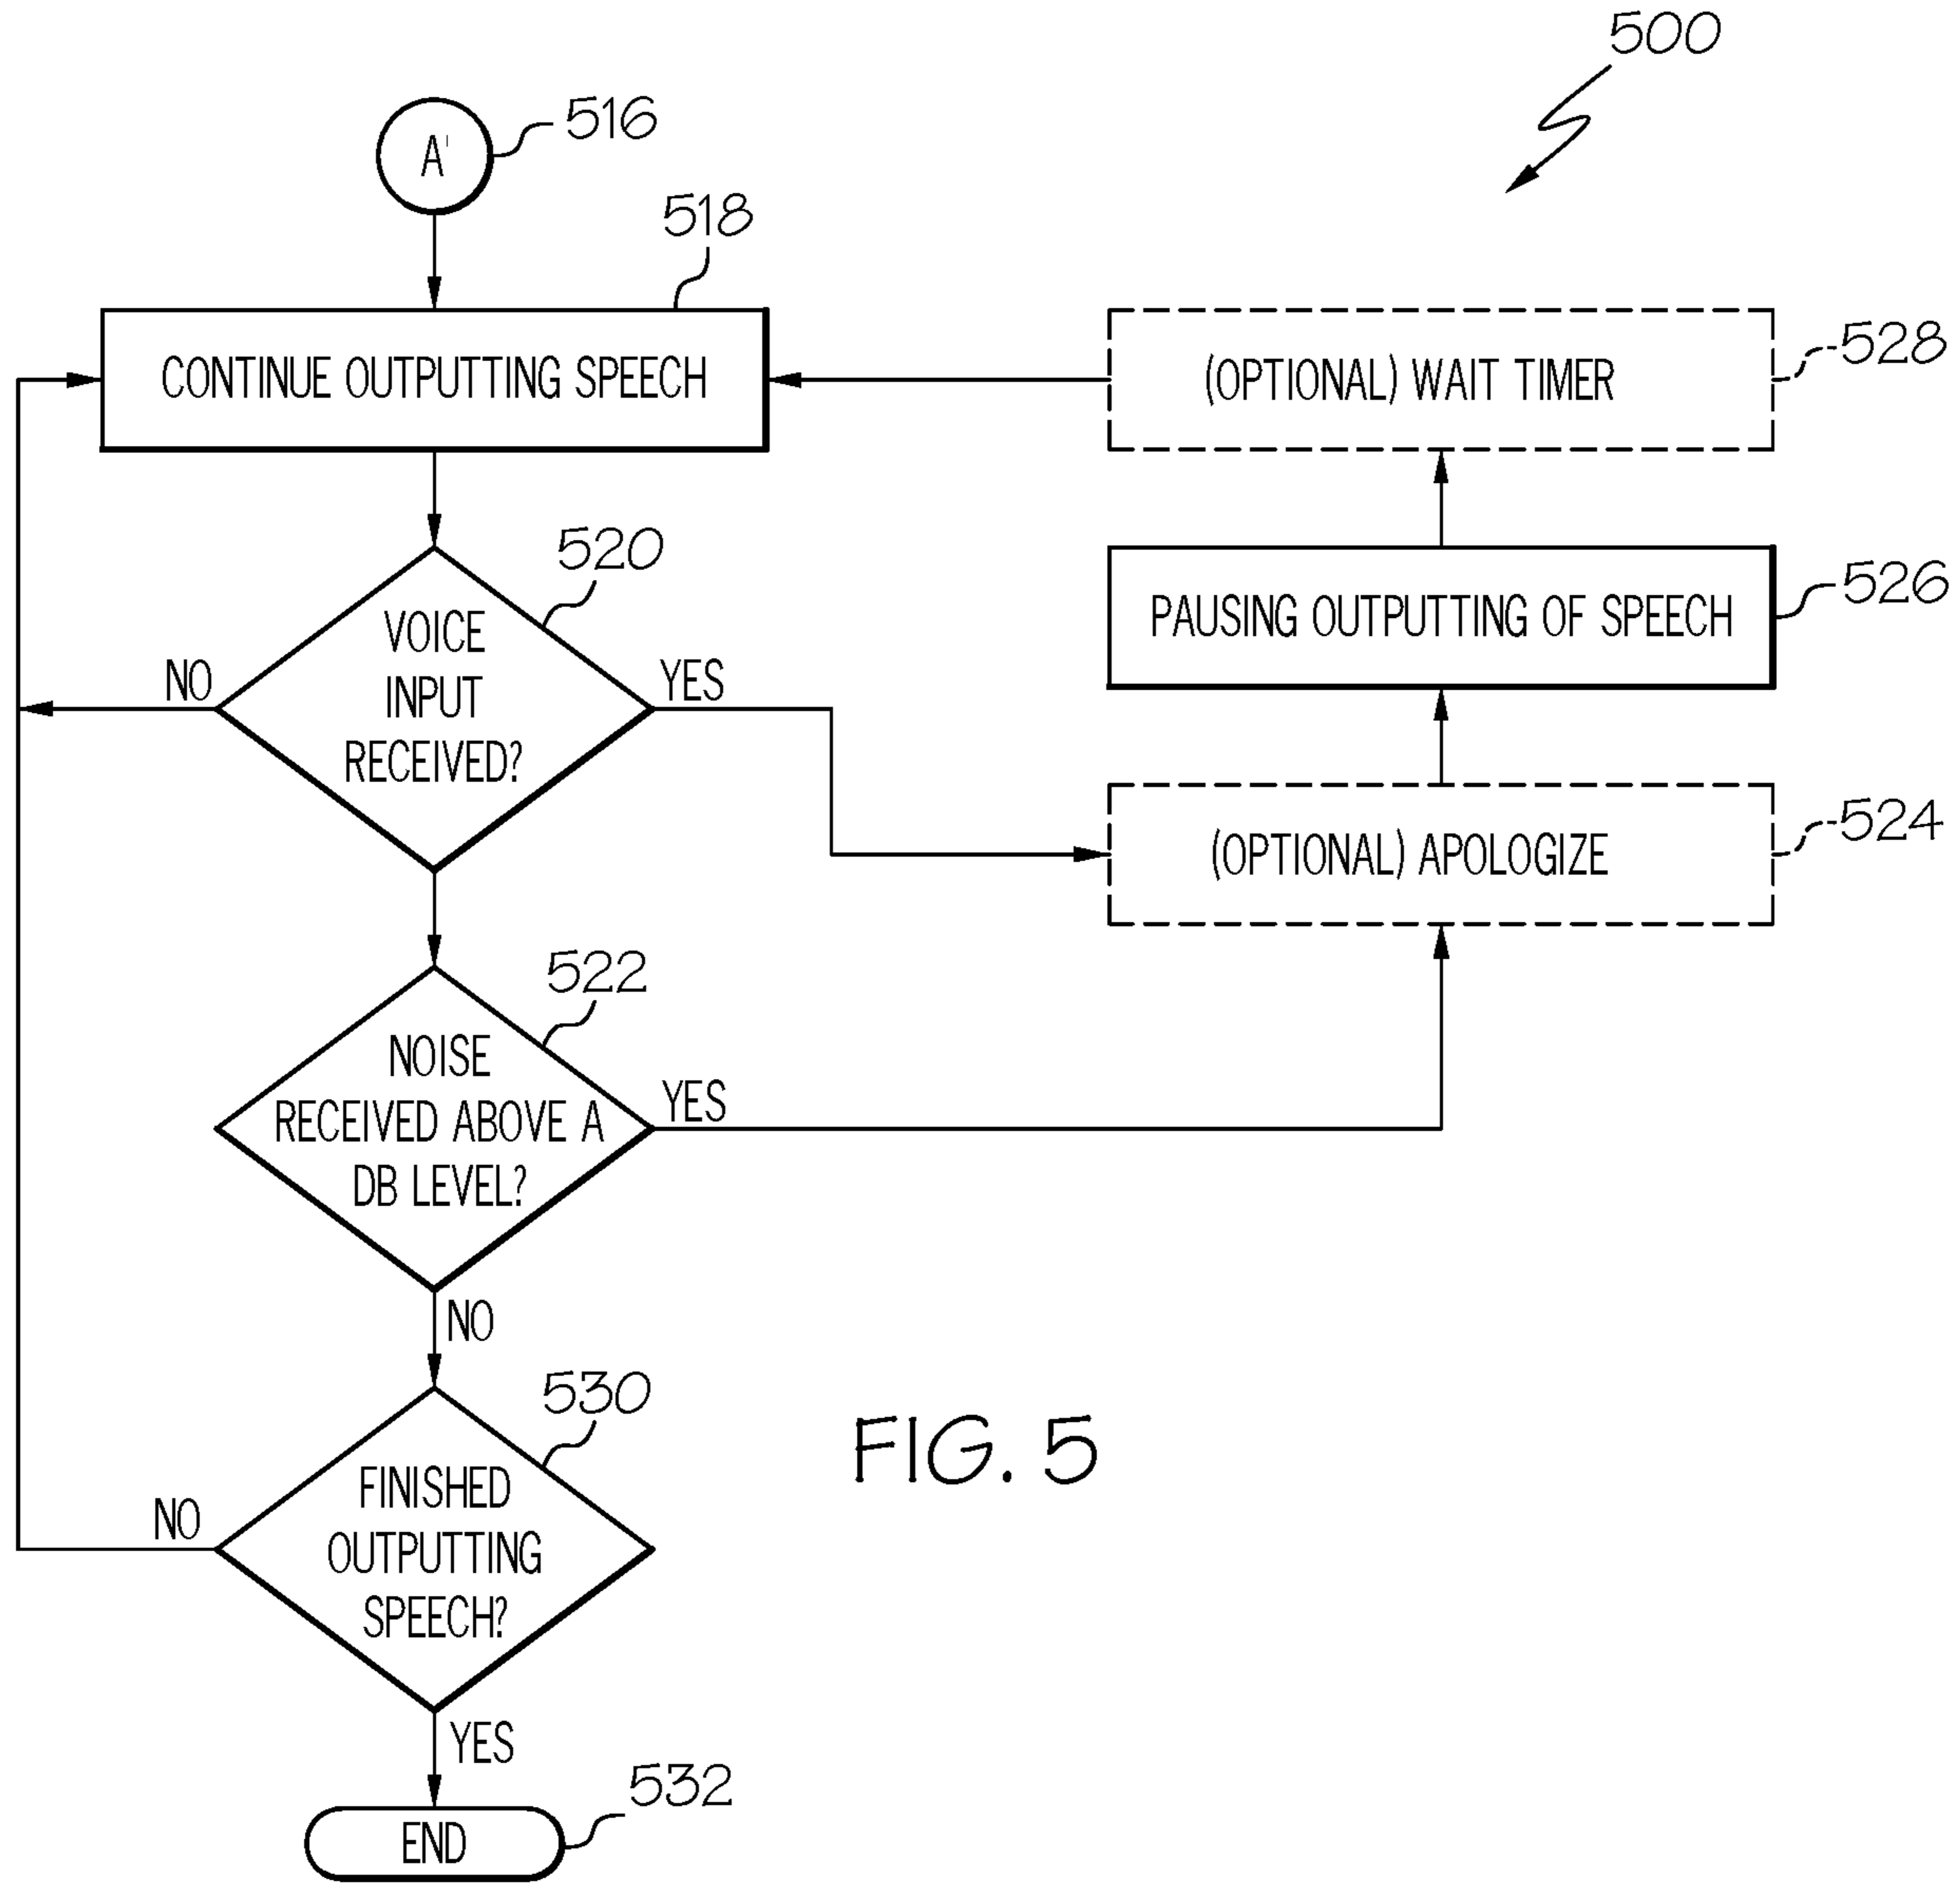 500
A'
516
518
CONTINUE OUTPUTTING SPEECH
(OPTIONAL) WAIT TIMER
528
520
VOICE
INPUT
RECEIVED?
NO
YES
PAUSING OUTPUTTING OF SPEECH
526
(OPTIONAL) APOLOGIZE
524
522
NOISE
RECEIVED ABOVE A
DB LEVEL?
YES
NO
530
FINISHED
OUTPUTTING
SPEECH?
NO
YES
FIG. 5
532
END